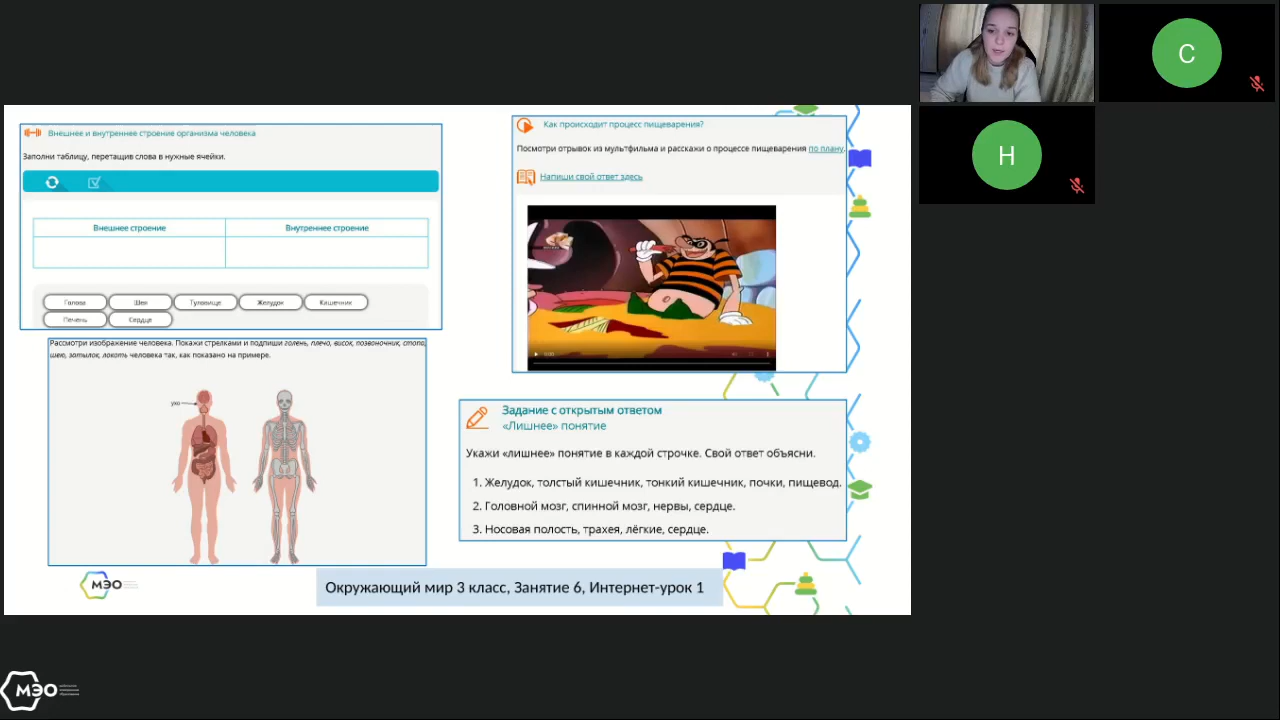 Внешнее и внутреннее строение организма человека
Заполни таблицу, перетащив слова в нужные ячейки.
Внешнее строение
Внутреннее строение
Голова
Шея
Туловище
Желудок
Кишечник
Печень
Сердце
Рассмотри изображение человека. Покажи стрелками и подпиши голень, плечо, висок, позвоночник, стопа,
шею, затылок, локоть человека так, как показано на примере.
ухо
Как происходит процесс пищеварения?
Посмотри отрывок из мультфильма и расскажи о процессе пищеварения по плану.
Напиши свой ответ здесь
Задание с открытым ответом
«Лишнее» понятие
Укажи «лишнее» понятие в каждой строчке. Свой ответ объясни.
1. Желудок, толстый кишечник, тонкий кишечник, почки, пищевод.
2. Головной мозг, спинной мозг, нервы, сердце.
3. Носовая полость, трахея, лёгкие, сердце.
МЭО
Окружающий мир 3 класс, Занятие 6, Интернет-урок 1
С
Н
МЭО